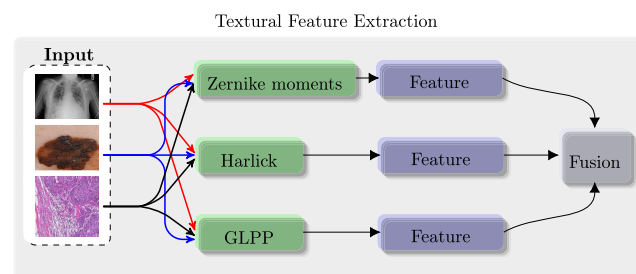 Textural Feature Extraction
Input
Zernike moments
Feature
Harlick
Feature
Fusion
GLPP
Feature